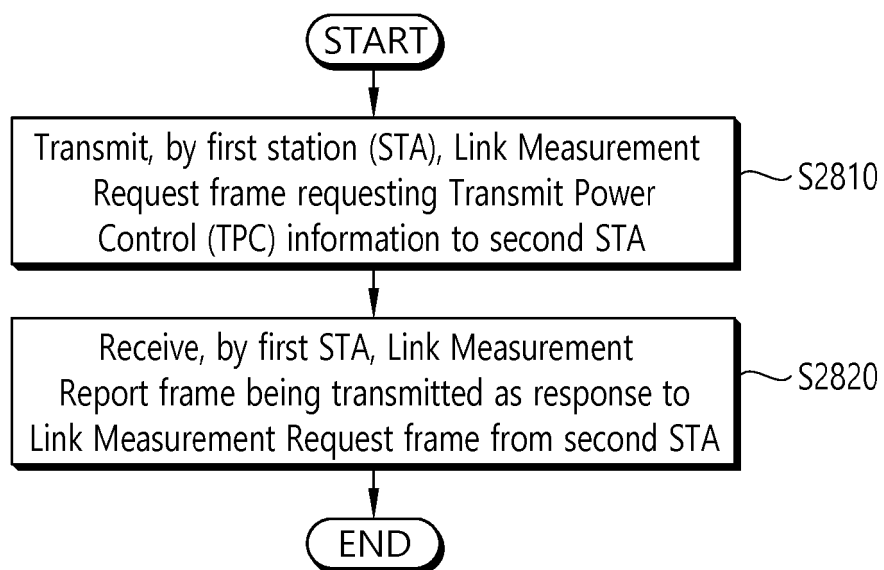 START
Transmit, by first station (STA), Link Measurement
Request frame requesting Transmit Power
Control (TPC) information to second STA
S2810
Receive, by first STA, Link Measurement
Report frame being transmitted as response to
Link Measurement Request frame from second STA
S2820
END